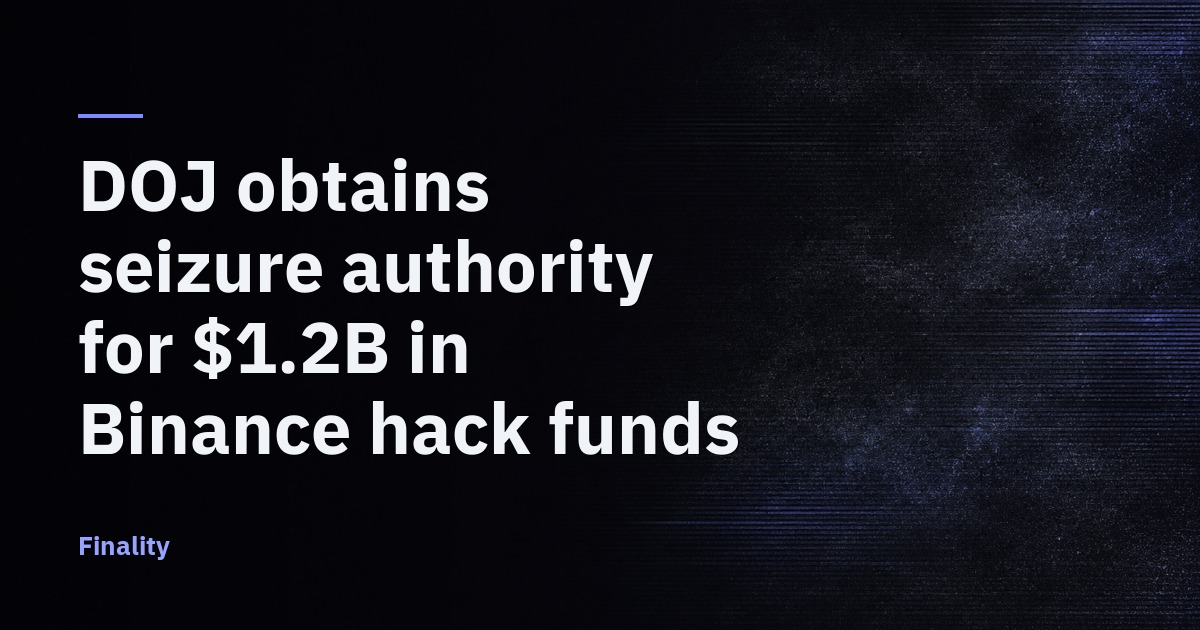 DOJ obtains
seizure authority
for $1.2B in
Binance hack funds
Finality